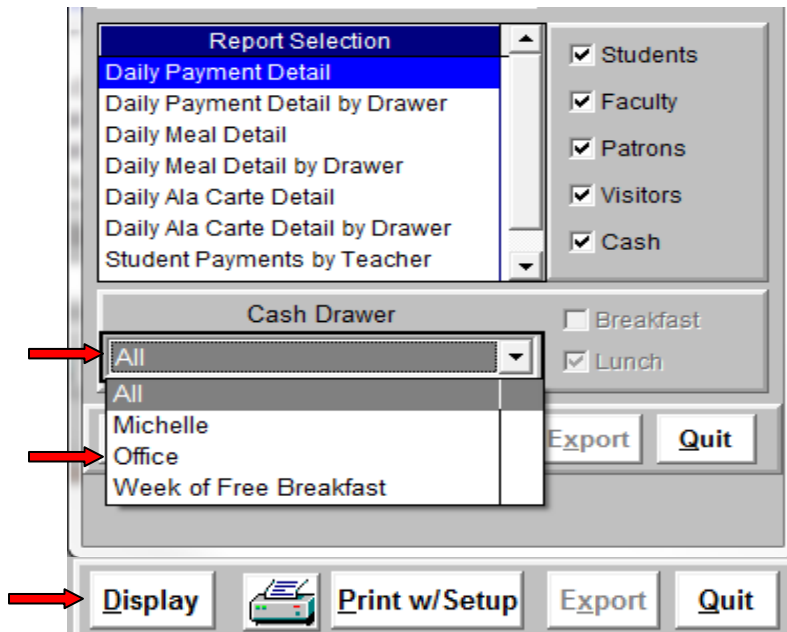 Report Selection
Daily Payment Detail
Daily Payment Detail by Drawer
Daily Meal Detail
Daily Meal Detail by Drawer
Daily Ala Carte Detail
Daily Ala Carte Detail by Drawer
Student Payments by Teacher
Students
Faculty
Patrons
Visitors
Cash
Cash Drawer
All
All
Michelle
Office
Week of Free Breakfast
Breakfast
Lunch
Export
Quit
Display
Print w/Setup
Export
Quit